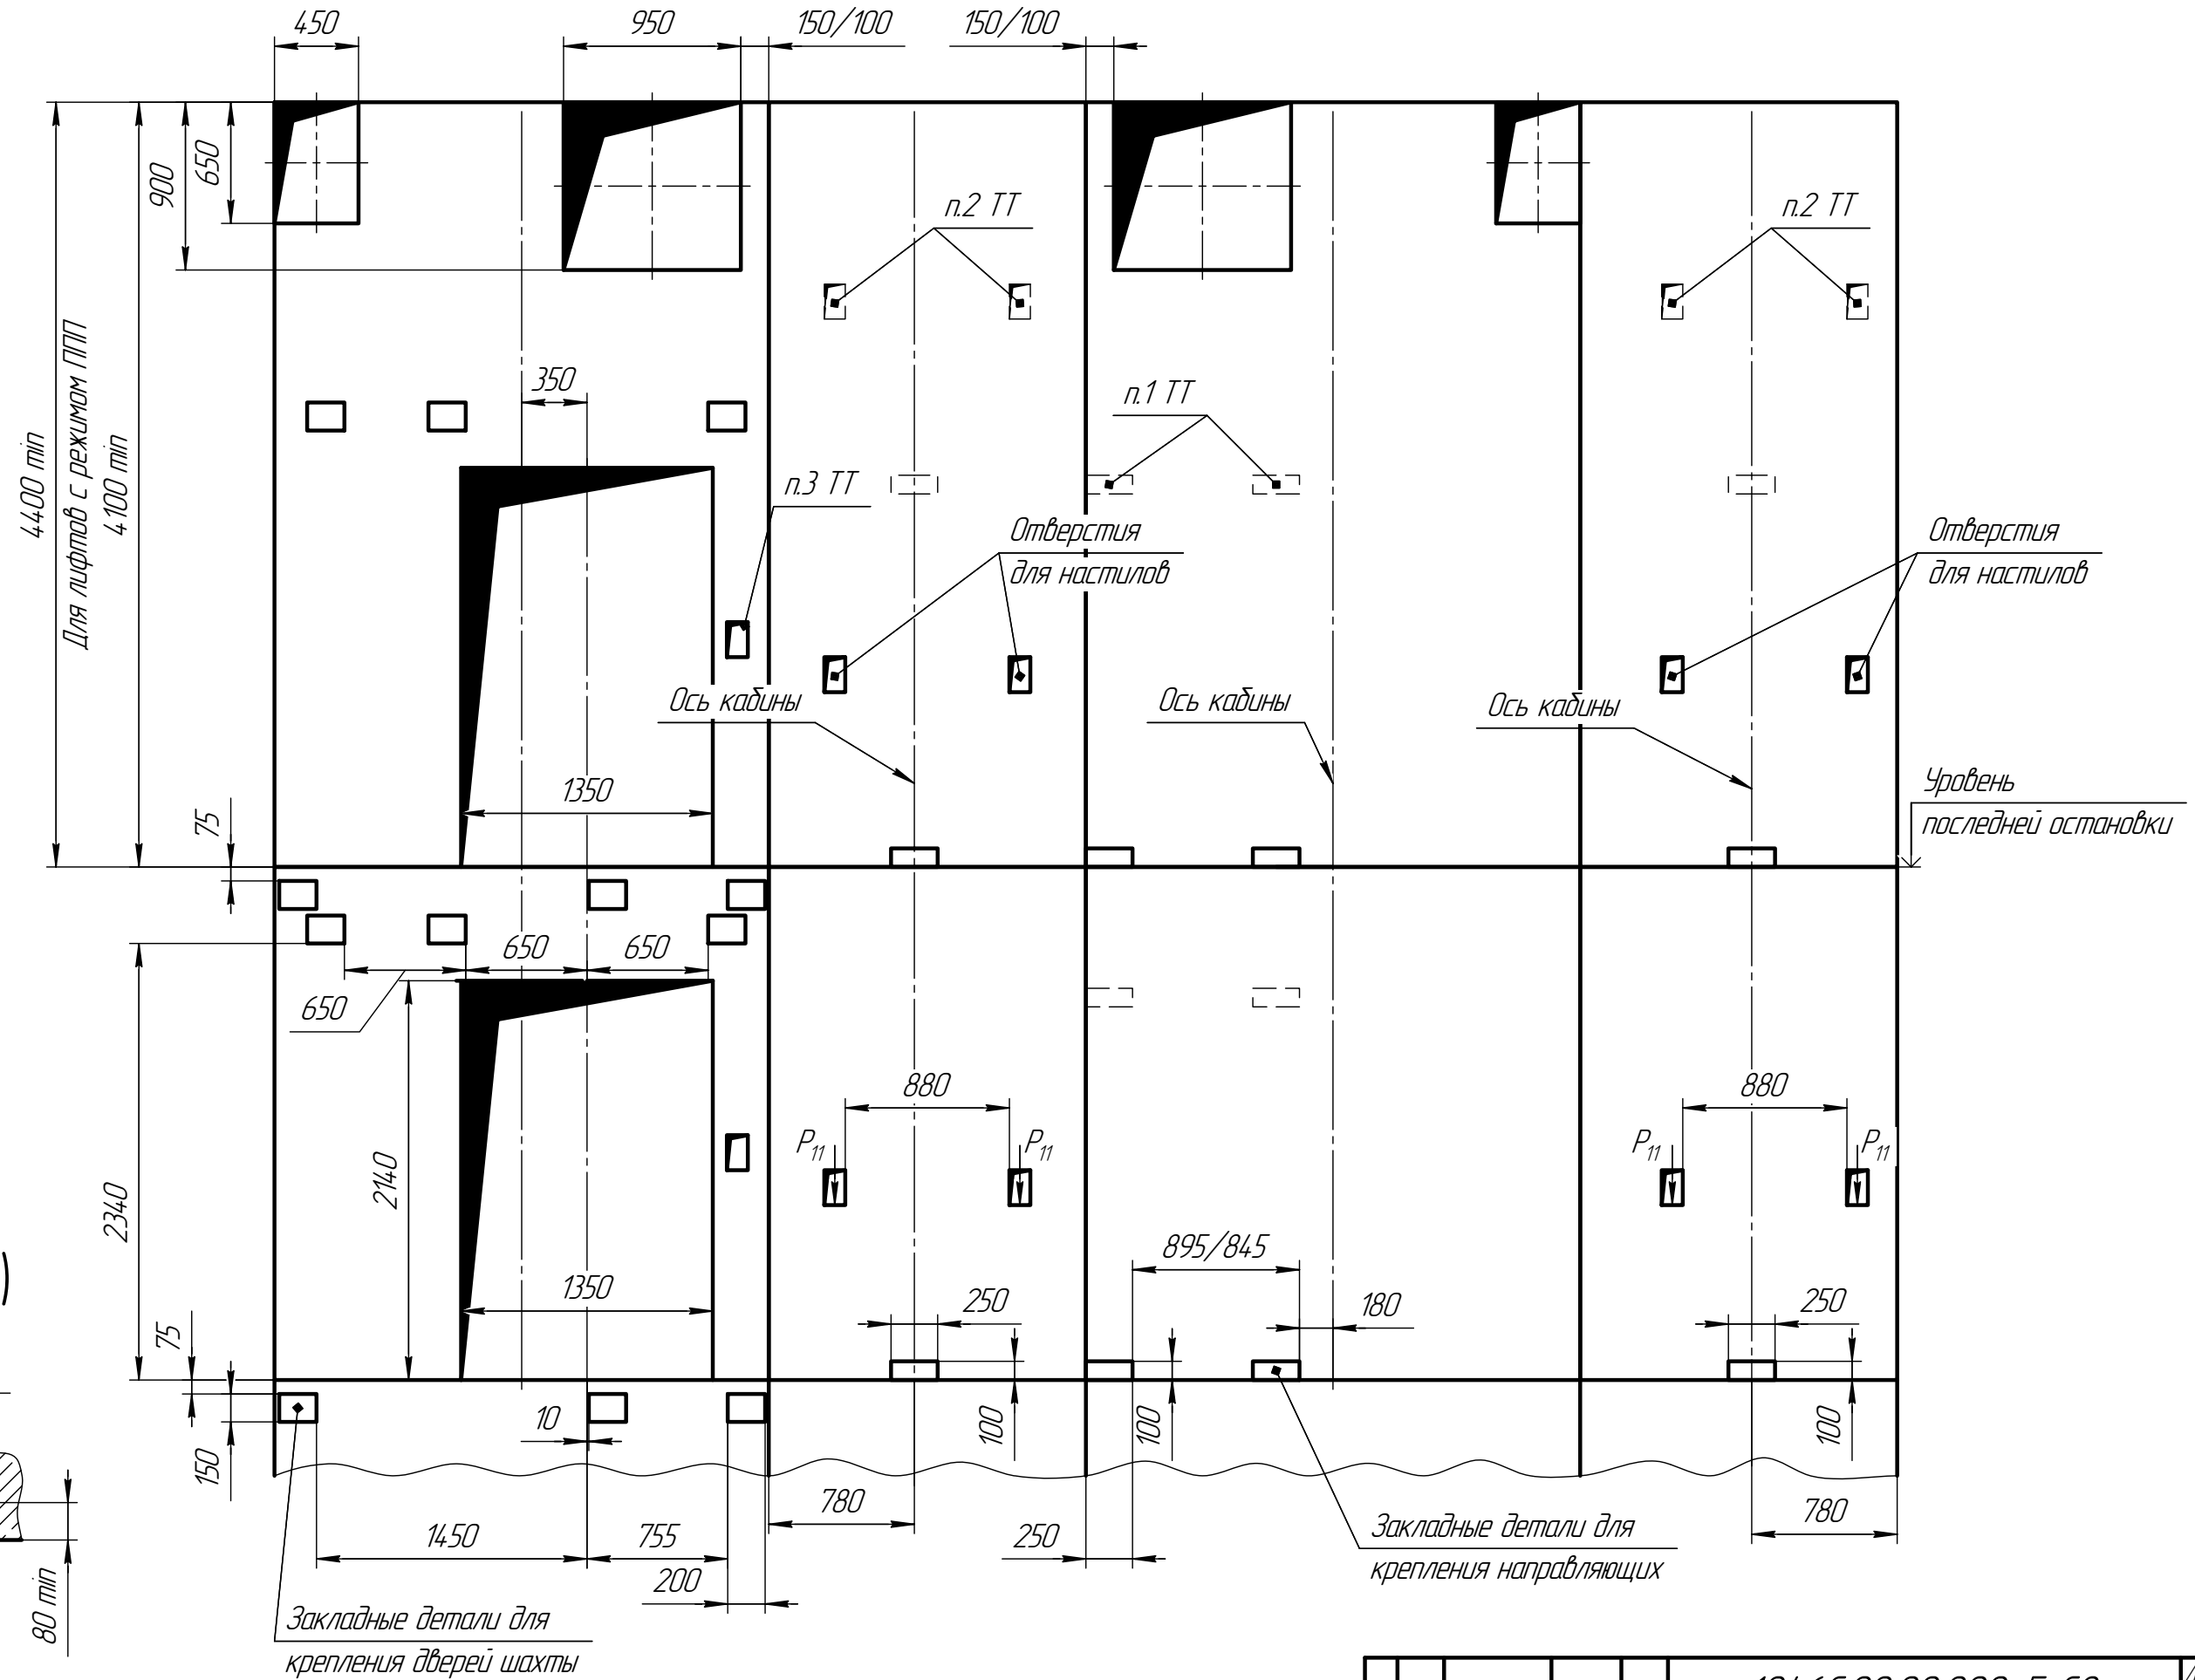 450
950
150/100
150/100
650
900
п.2 ТТ
п.2 ТТ
4400 min
Для лифтов с режимом ППП
4100 min
350
п.1 ТТ
п.3 ТТ
Отверстия
для настилов
Отверстия
для настилов
Ось кабины
Ось кабины
Ось кабины
1350
75
Уровень
последней остановки
650
650
650
880
880
P11
P11
P11
P11
2140
2340
895/845
1350
250
180
250
75
10
100
100
100
150
780
780
1450
755
250
200
80 min
Закладные детали для
крепления направляющих
Закладные детали для
крепления дверей шахты